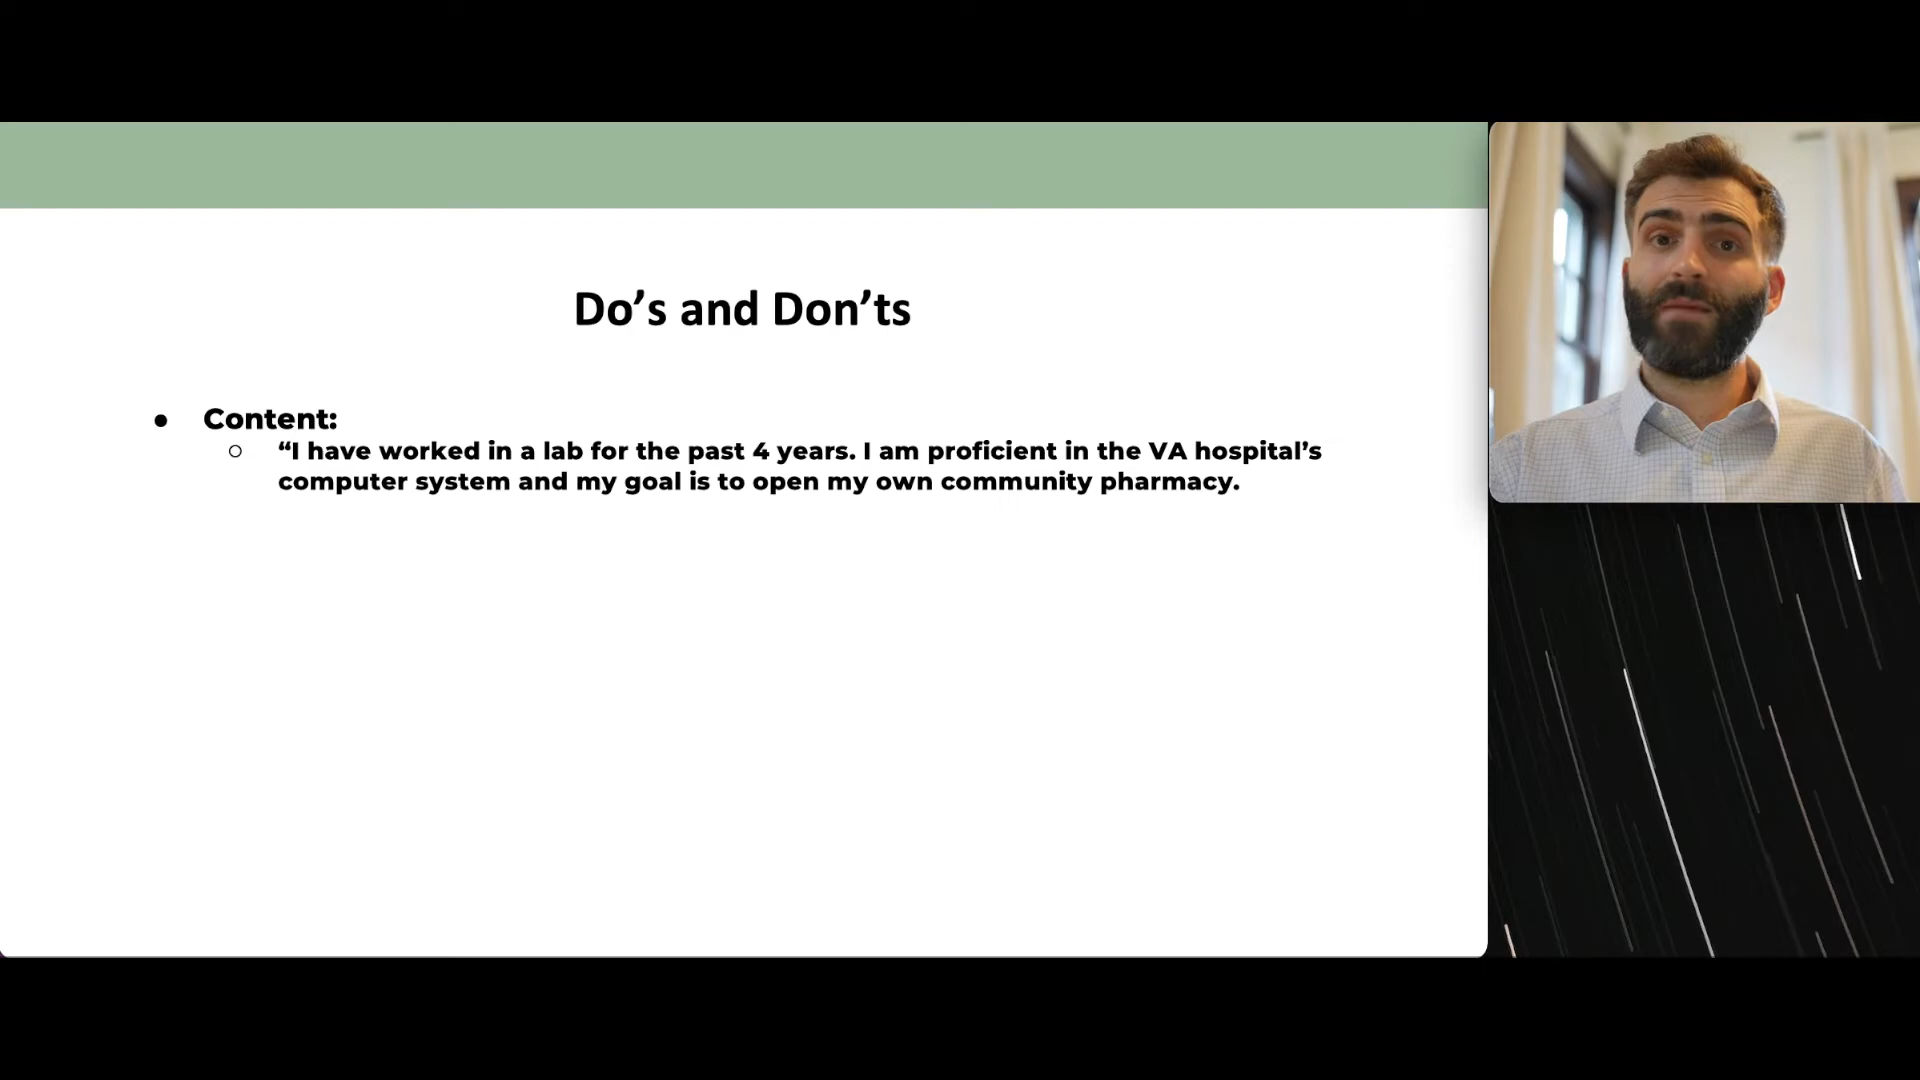 Do’s and Don’ts
● Content:
○ “I have worked in a lab for the past 4 years. I am proficient in the VA hospital’s
computer system and my goal is to open my own community pharmacy.